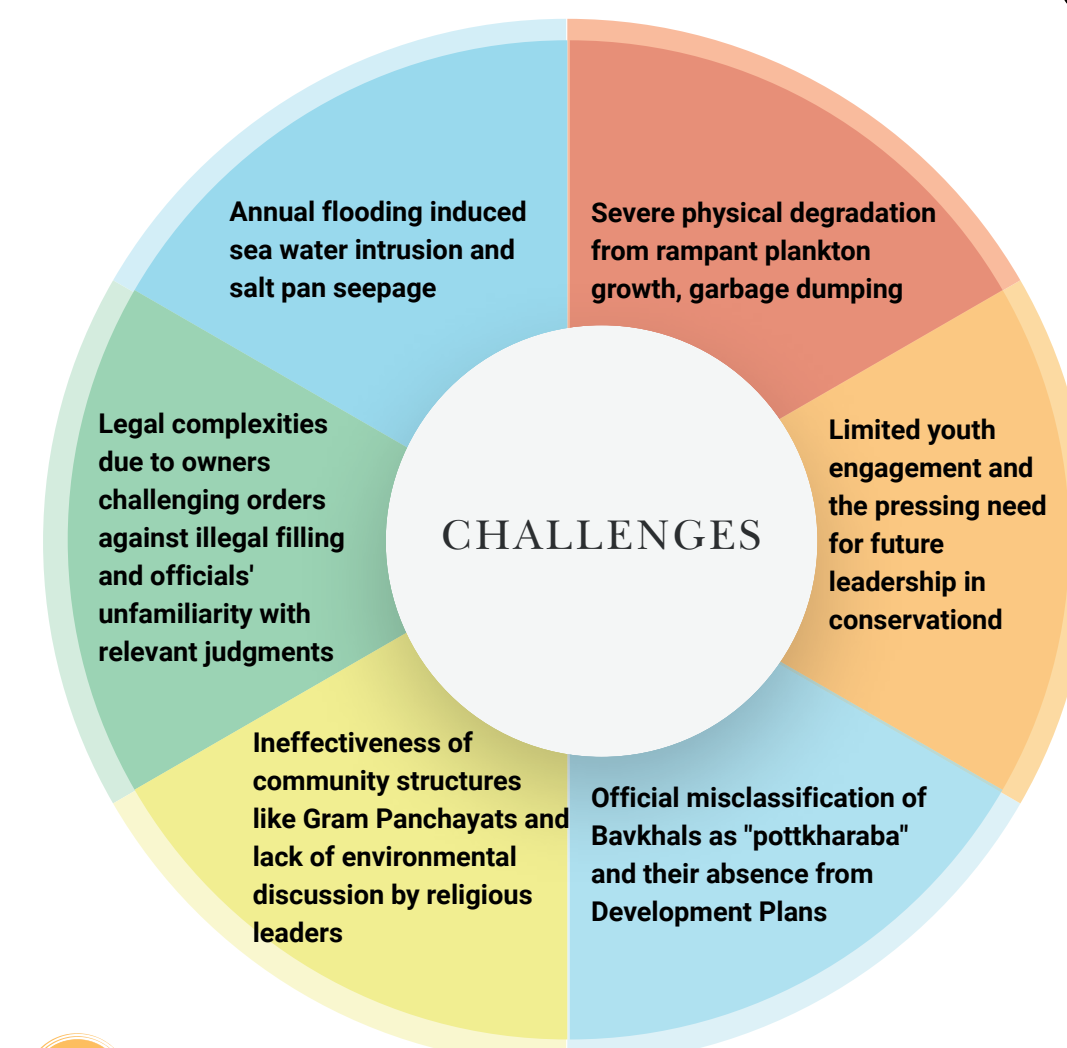 Annual flooding induced
sea water intrusion and
salt pan seepage
Severe physical degradation
from rampant plankton
growth, garbage dumping
Limited youth
engagement and
the pressing need
for future
leadership in
conservationd
Official misclassification of
Bavkhals as "pottkharaba"
and their absence from
Development Plans
Ineffectiveness of
community structures
like Gram Panchayats and
lack of environmental
discussion by religious
leaders
Legal complexities
due to owners
challenging orders
against illegal filling
and officials'
unfamiliarity with
relevant judgments
CHALLENGES